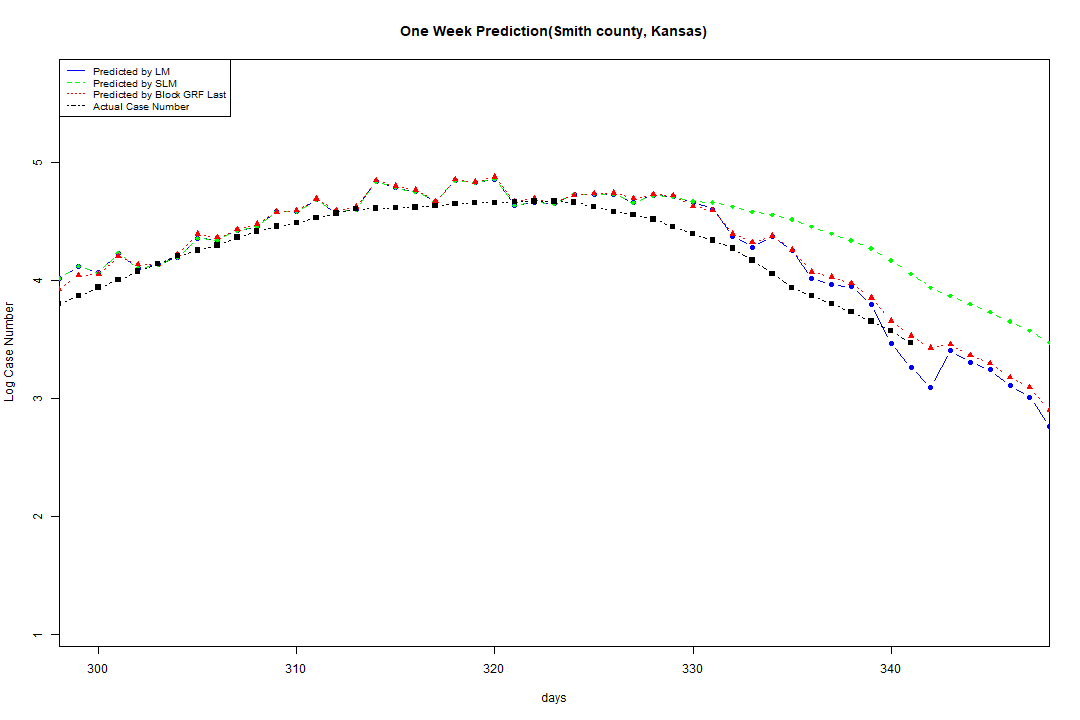 One Week Prediction(Smith county, Kansas)
Predicted by LM
Predicted by SLM
Predicted by Block GRF Last
Actual Case Number
Log Case Number
5
4
3
2
1
300 310 320 330 340
days